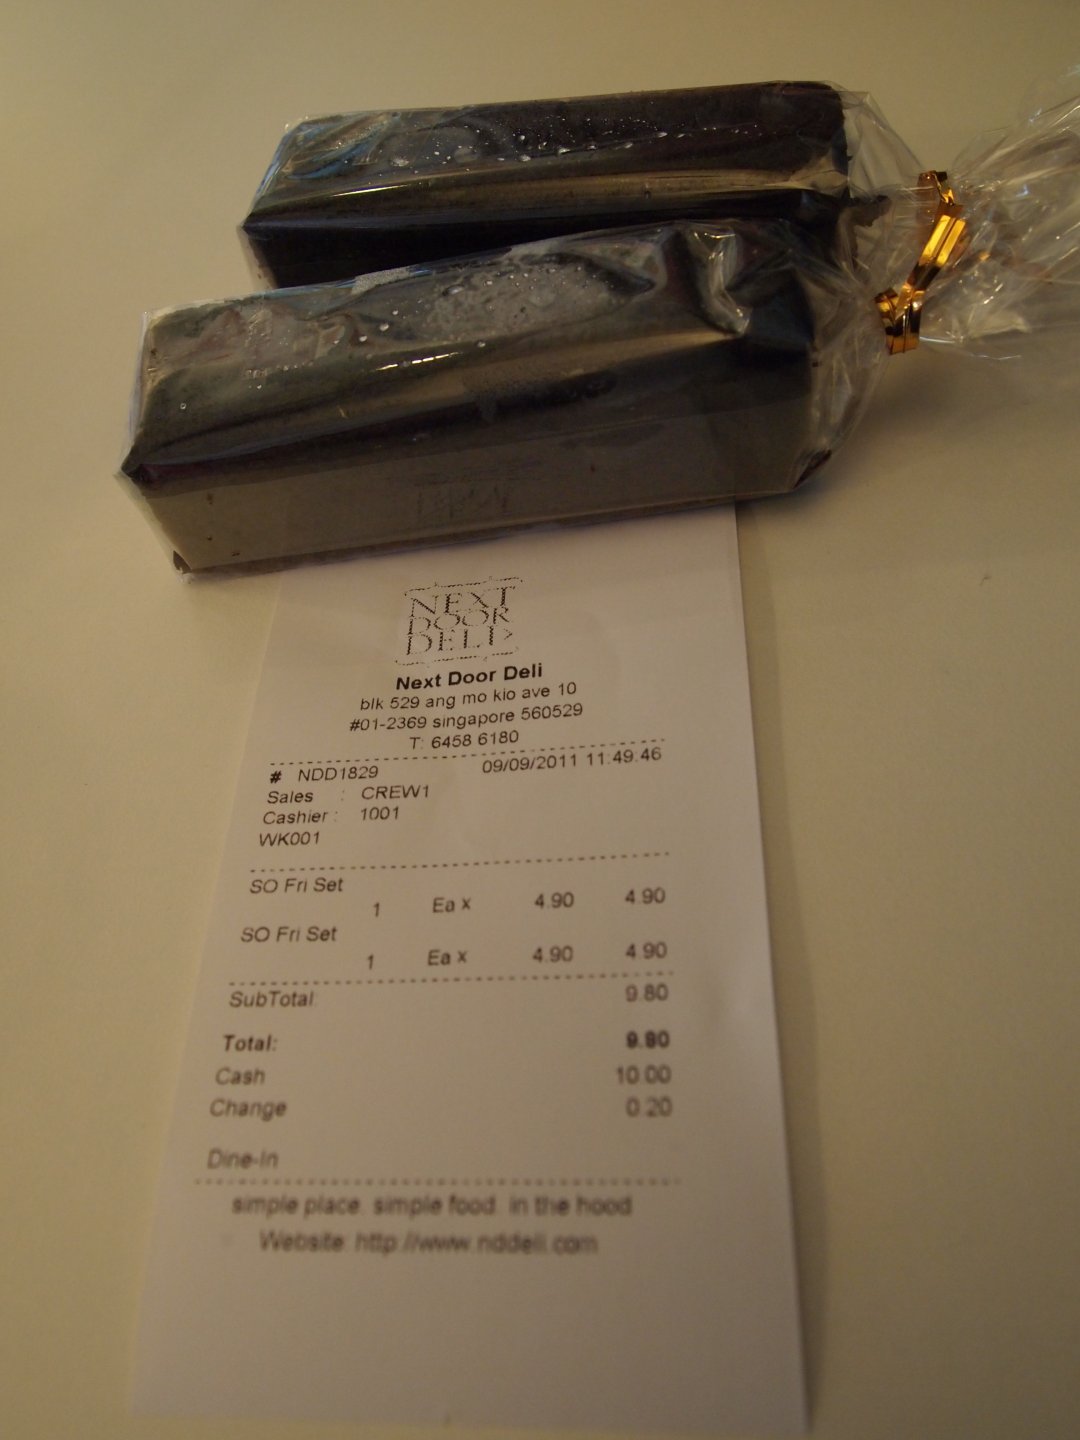 NEXT
DOOR
DELI
Next Door Deli
blk 529 ang mo kio ave 10
#01-2369 singapore 560529
T: 6458 6180
# NDD1829 09/09/2011 11:49:46
Sales : CREW1
Cashier : 1001
WK001
SO Fri Set
1 Ea x 4.90 4.90
SO Fri Set
1 Ea x 4.90 4.90
SubTotal 9.80
Total: 9.80
Cash 10.00
Change 0.20
Dine-In
simple place. simple food. in the hood
Website: http://www.nddeli.com